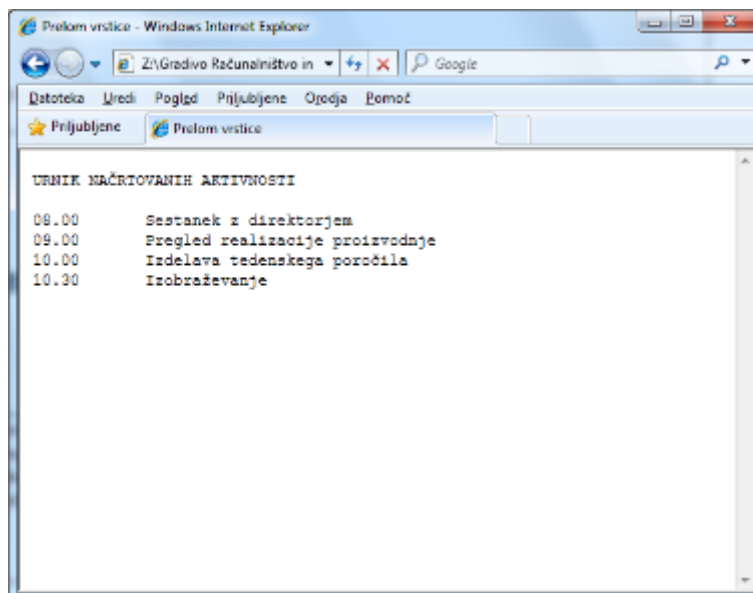 Prelom vrstice - Windows Internet Explorer
Z:\Gradivo Računalništvo in
Google
Datoteka Uredi Pogled Priljubljene Orodja Pomoč
Priljubljene Prelom vrstice
URNIK NAČRTOVANIH AKTIVNOSTI
08.00 Sestanek z direktorjem
09.00 Pregled realizacije proizvodnje
10.00 Izdelava tedenskega poročila
10.30 Izobraževanje